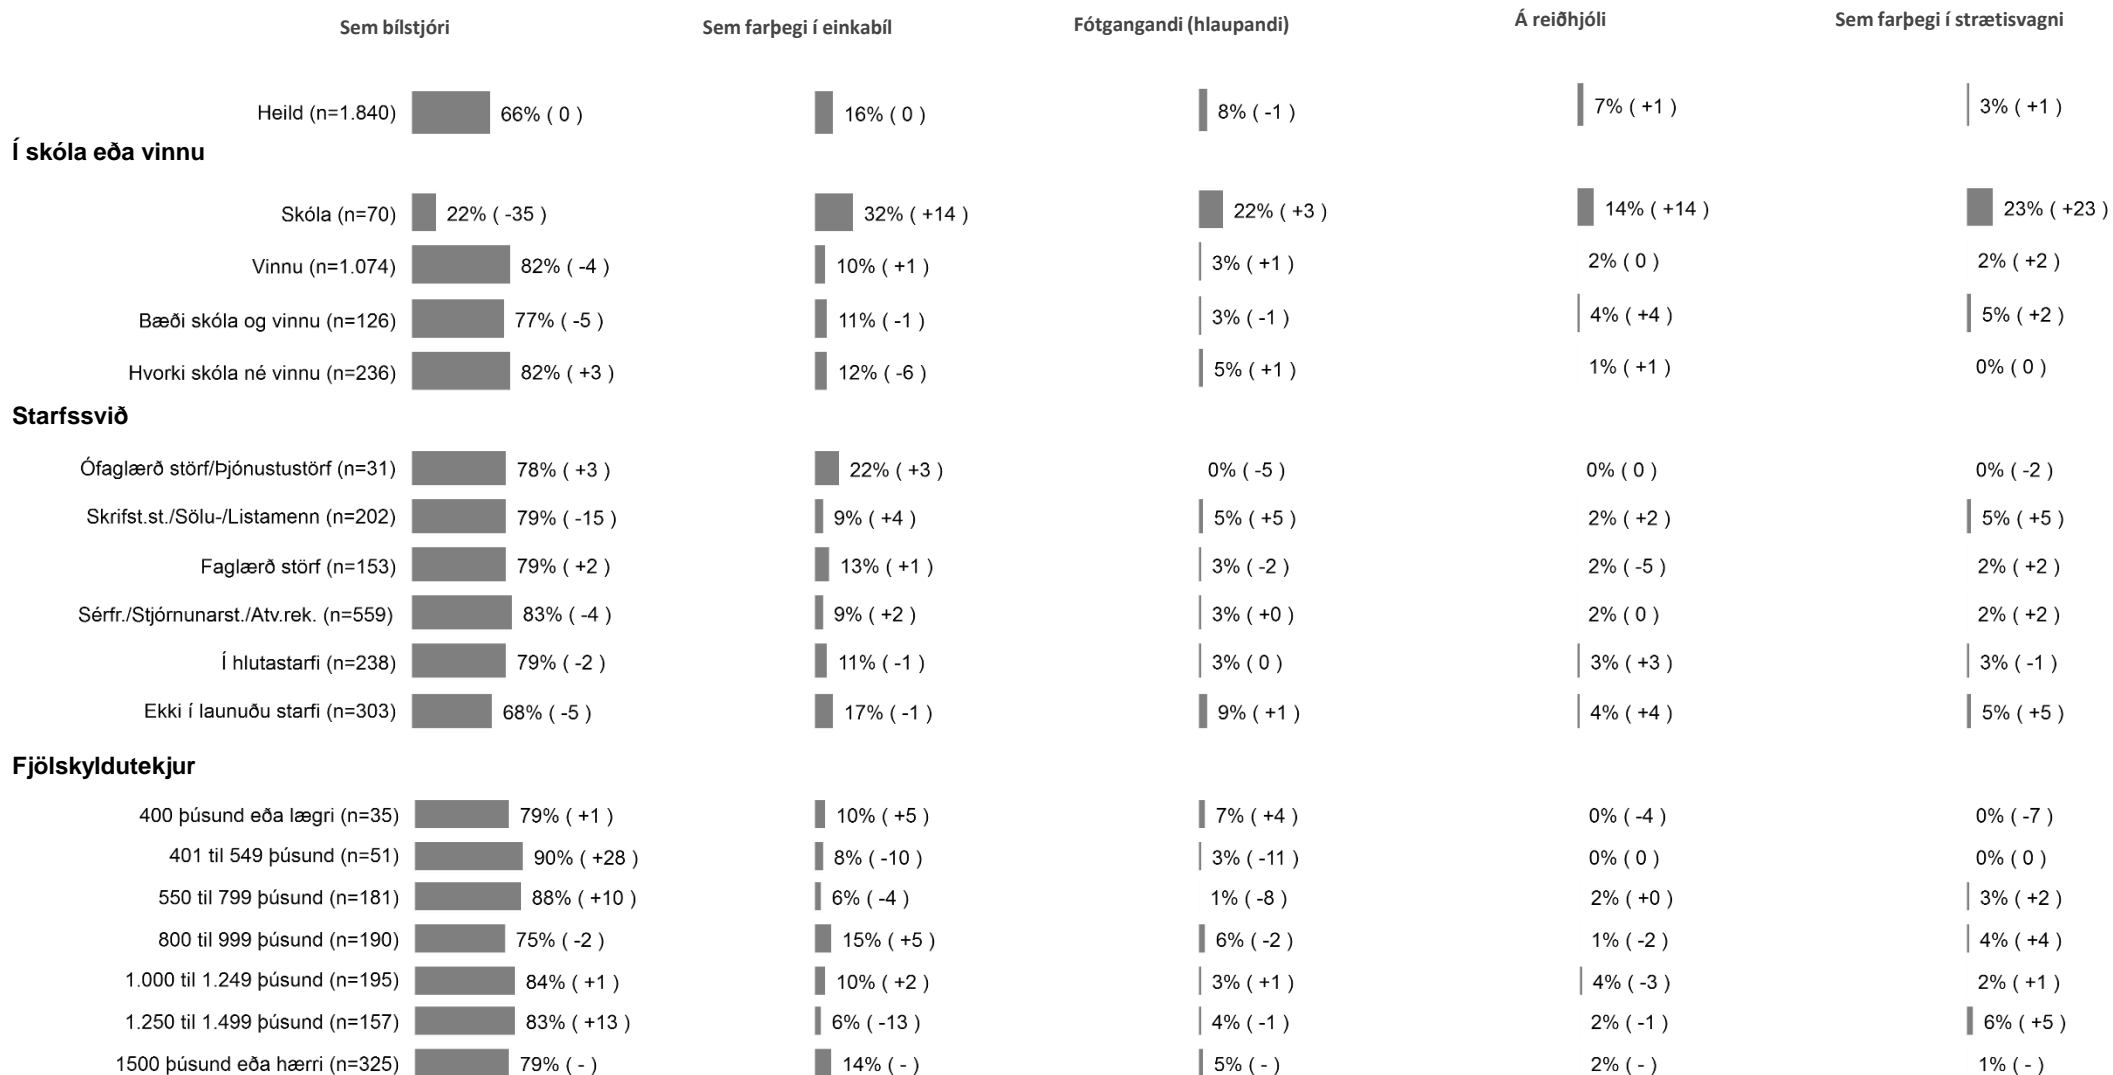 Sem bílstjóri Sem farþegi í einkabíl Fótgangandi (hlaupandi) Á reiðhjóli Sem farþegi í strætisvagni
Heild (n=1.840) 66% ( 0 ) 16% ( 0 ) 8% ( -1 ) 7% ( +1 ) 3% ( +1 )
Í skóla eða vinnu
Skóla (n=70) 22% ( -35 ) 32% ( +14 ) 22% ( +3 ) 14% ( +14 ) 23% ( +23 )
Vinnu (n=1.074) 82% ( -4 ) 10% ( +1 ) 3% ( +1 ) 2% ( 0 ) 2% ( +2 )
Bæði skóla og vinnu (n=126) 77% ( -5 ) 11% ( -1 ) 3% ( -1 ) 4% ( +4 ) 5% ( +2 )
Hvorki skóla né vinnu (n=236) 82% ( +3 ) 12% ( -6 ) 5% ( +1 ) 1% ( +1 ) 0% ( 0 )
Starfssvið
Ófaglærð störf/Þjónustustörf (n=31) 78% ( +3 ) 22% ( +3 ) 0% ( -5 ) 0% ( 0 ) 0% ( -2 )
Skrifst.st./Sölu-/Listamenn (n=202) 79% ( -15 ) 9% ( +4 ) 5% ( +5 ) 2% ( +2 ) 5% ( +5 )
Faglærð störf (n=153) 79% ( +2 ) 13% ( +1 ) 3% ( -2 ) 2% ( -5 ) 2% ( +2 )
Sérfr./Stjórnunarst./Atv.rek. (n=559) 83% ( -4 ) 9% ( +2 ) 3% ( +0 ) 2% ( 0 ) 2% ( +2 )
Í hlutastarfi (n=238) 79% ( -2 ) 11% ( -1 ) 3% ( 0 ) 3% ( +3 ) 3% ( -1 )
Ekki í launuðu starfi (n=303) 68% ( -5 ) 17% ( -1 ) 9% ( +1 ) 4% ( +4 ) 5% ( +5 )
Fjölskyldutekjur
400 þúsund eða lægri (n=35) 79% ( +1 ) 10% ( +5 ) 7% ( +4 ) 0% ( -4 ) 0% ( -7 )
401 til 549 þúsund (n=51) 90% ( +28 ) 8% ( -10 ) 3% ( -11 ) 0% ( 0 ) 0% ( 0 )
550 til 799 þúsund (n=181) 88% ( +10 ) 6% ( -4 ) 1% ( -8 ) 2% ( +0 ) 3% ( +2 )
800 til 999 þúsund (n=190) 75% ( -2 ) 15% ( +5 ) 6% ( -2 ) 1% ( -2 ) 4% ( +4 )
1.000 til 1.249 þúsund (n=195) 84% ( +1 ) 10% ( +2 ) 3% ( +1 ) 4% ( -3 ) 2% ( +1 )
1.250 til 1.499 þúsund (n=157) 83% ( +13 ) 6% ( -13 ) 4% ( -1 ) 2% ( -1 ) 6% ( +5 )
1500 þúsund eða hærri (n=325) 79% ( - ) 14% ( - ) 5% ( - ) 2% ( - ) 1% ( - )